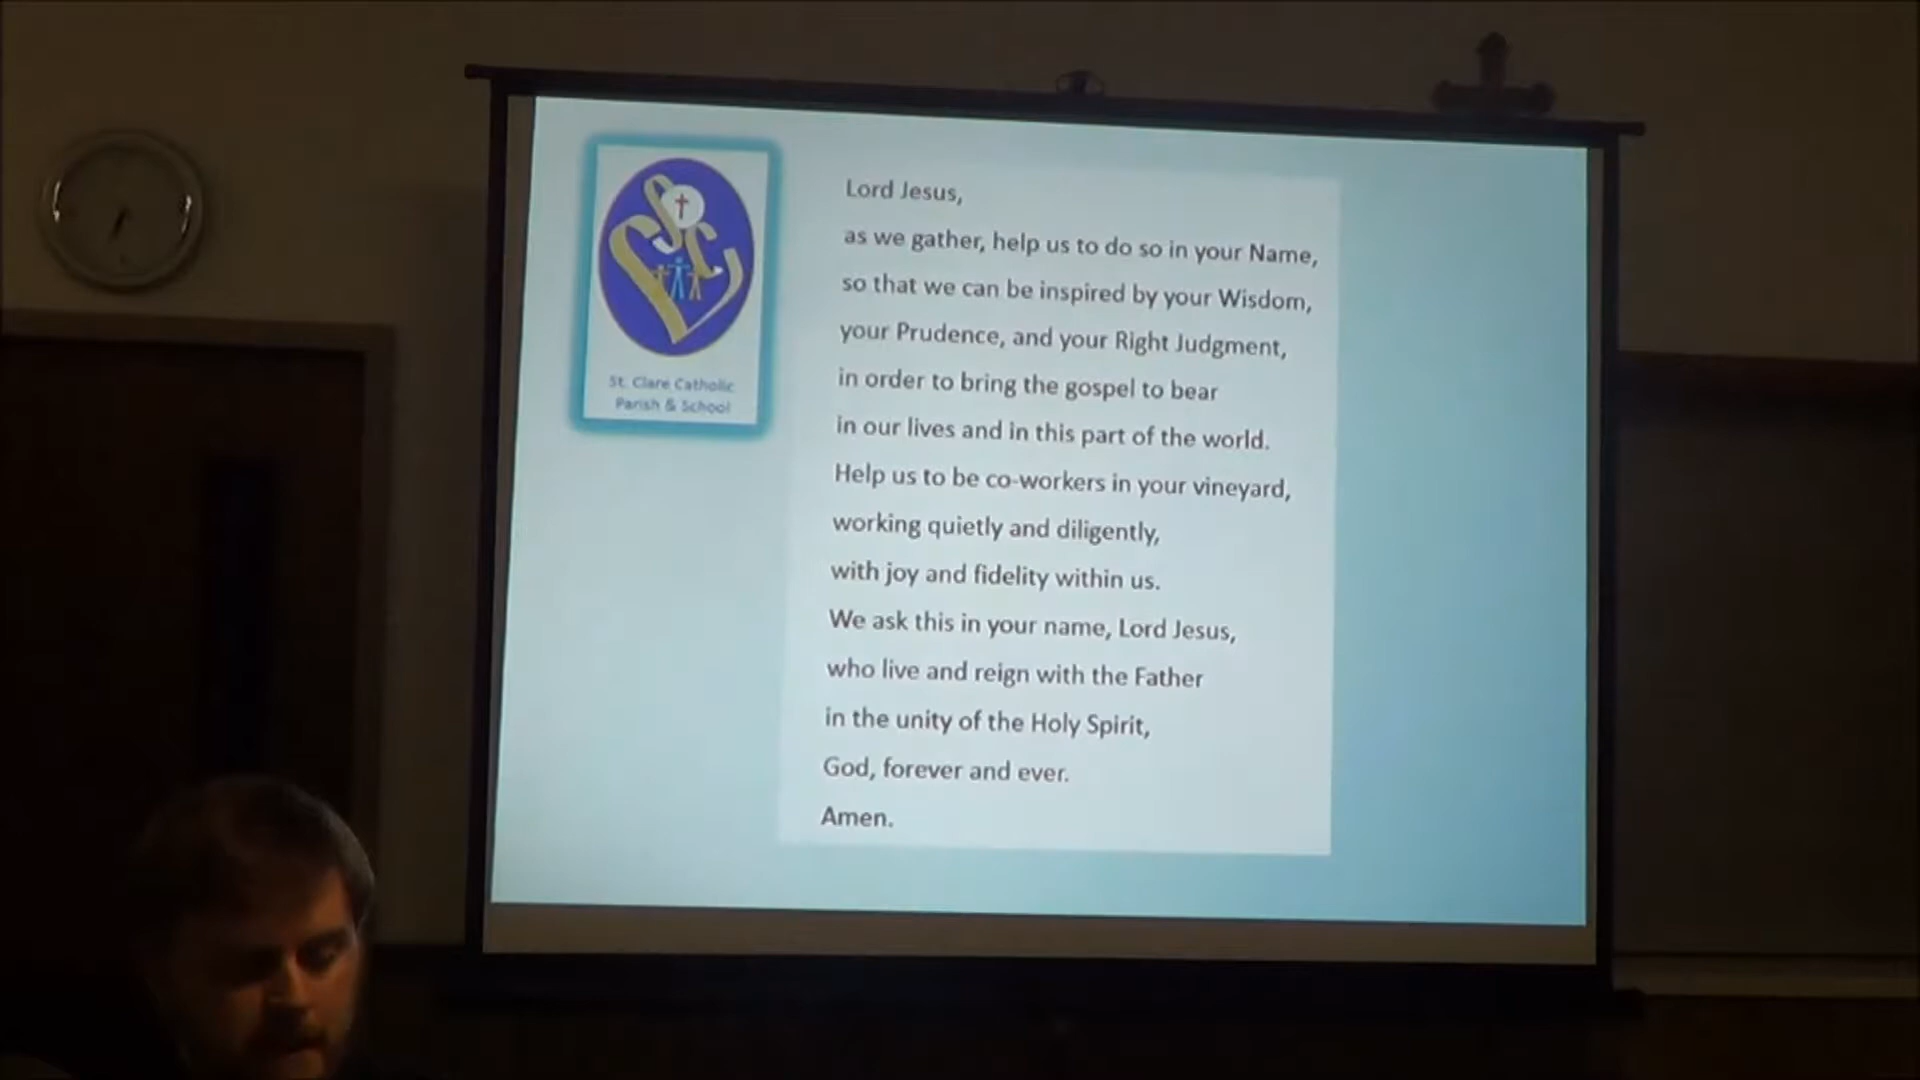 St. Clare Catholic
Parish & School
Lord Jesus,
as we gather, help us to do so in your Name,
so that we can be inspired by your Wisdom,
your Prudence, and your Right Judgment,
in order to bring the gospel to bear
in our lives and in this part of the world.
Help us to be co-workers in your vineyard,
working quietly and diligently,
with joy and fidelity within us.
We ask this in your name, Lord Jesus,
who live and reign with the Father
in the unity of the Holy Spirit,
God, forever and ever.
Amen.